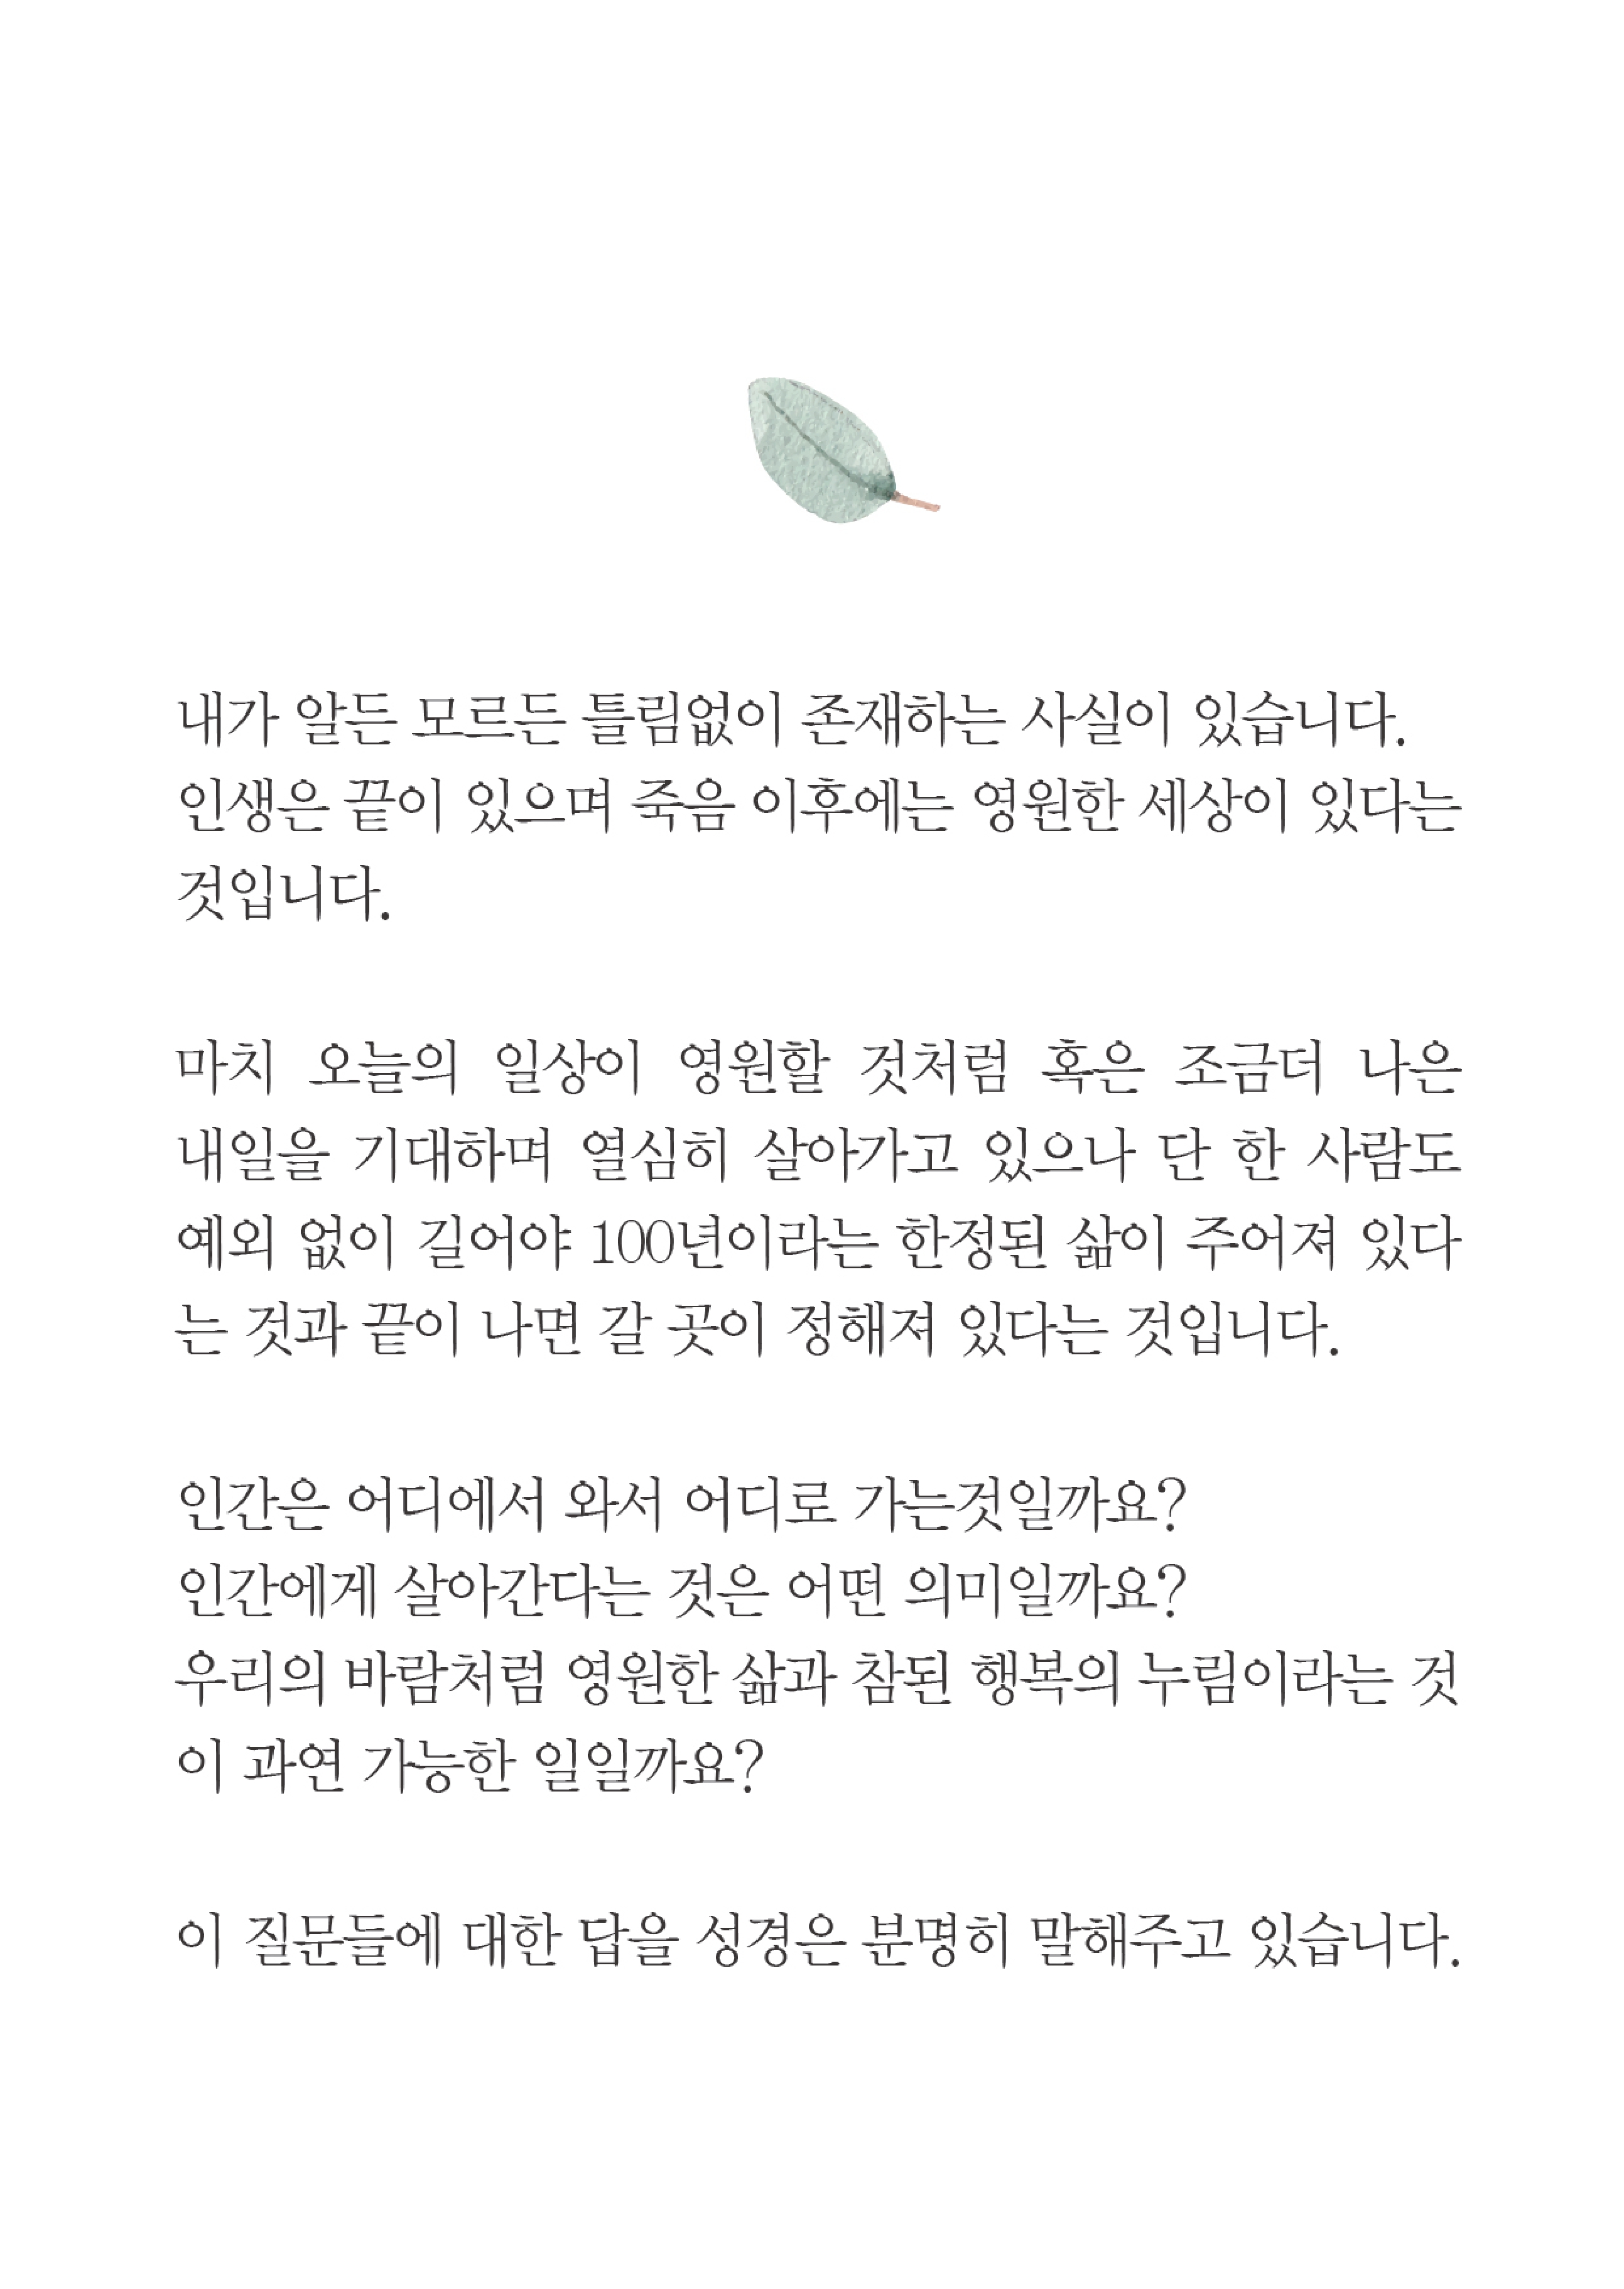 내가 알든 모르든 틀림없이 존재하는 사실이 있습니다.
인생은 끝이 있으며 죽음 이후에는 영원한 세상이 있다는
것입니다.
마치 오늘의 일상이 영원할 것처럼 혹은 조금더 나은
내일을 기대하며 열심히 살아가고 있으나 단 한 사람도
예외 없이 길어야 100년이라는 한정된 삶이 주어져 있다
는 것과 끝이 나면 갈 곳이 정해져 있다는 것입니다.
인간은 어디에서 와서 어디로 가는것일까요?
인간에게 살아간다는 것은 어떤 의미일까요?
우리의 바람처럼 영원한 삶과 참된 행복의 누림이라는 것
이 과연 가능한 일일까요?
이 질문들에 대한 답을 성경은 분명히 말해주고 있습니다.